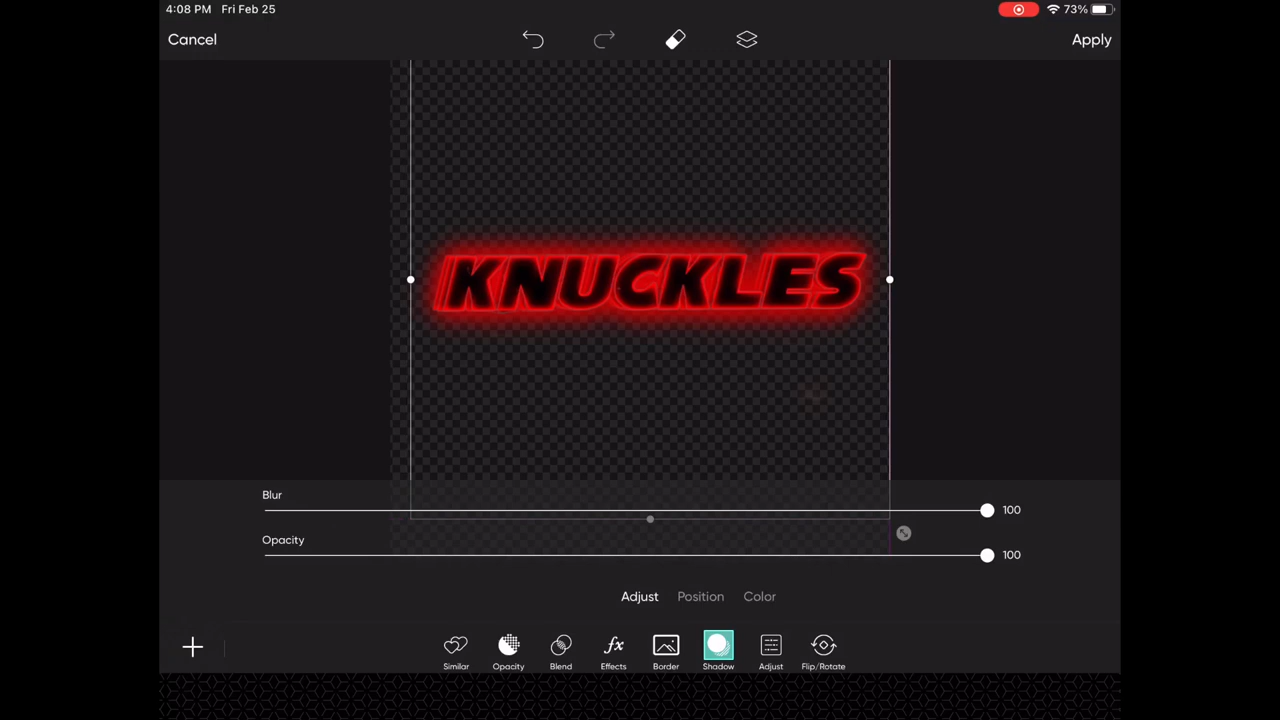 4:08 PM Fri Feb 25 73%
Cancel Apply
KNUCKLES
Blur 100
Opacity 100
Adjust Position Color
Similar Opacity Blend fx Effects Border Shadow Adjust Flip/Rotate